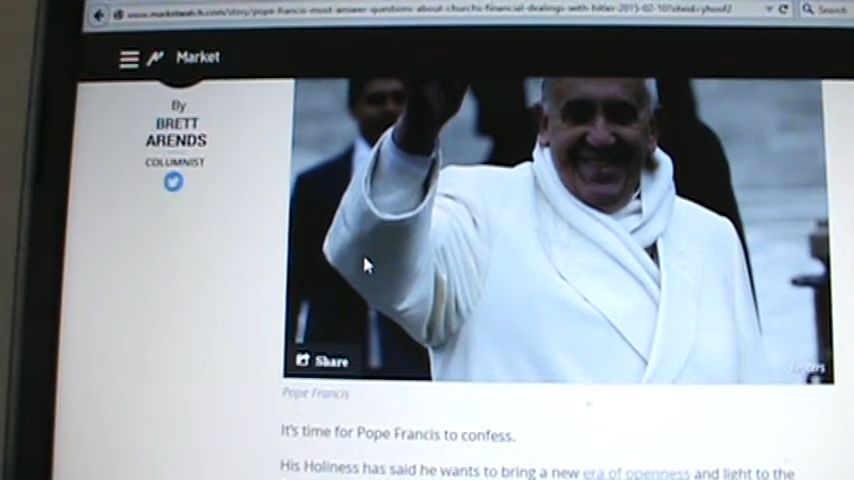 www.marketwatch.com/story/pope-francis-must-answer-questions-about-churchs-financial-dealings-with-hitler-2015-02-10?siteid=yhoof2
Search
Market
By
BRETT
ARENDS
COLUMNIST
Share
Reuters
Pope Francis
It's time for Pope Francis to confess.
His Holiness has said he wants to bring a new era of openness and light to the